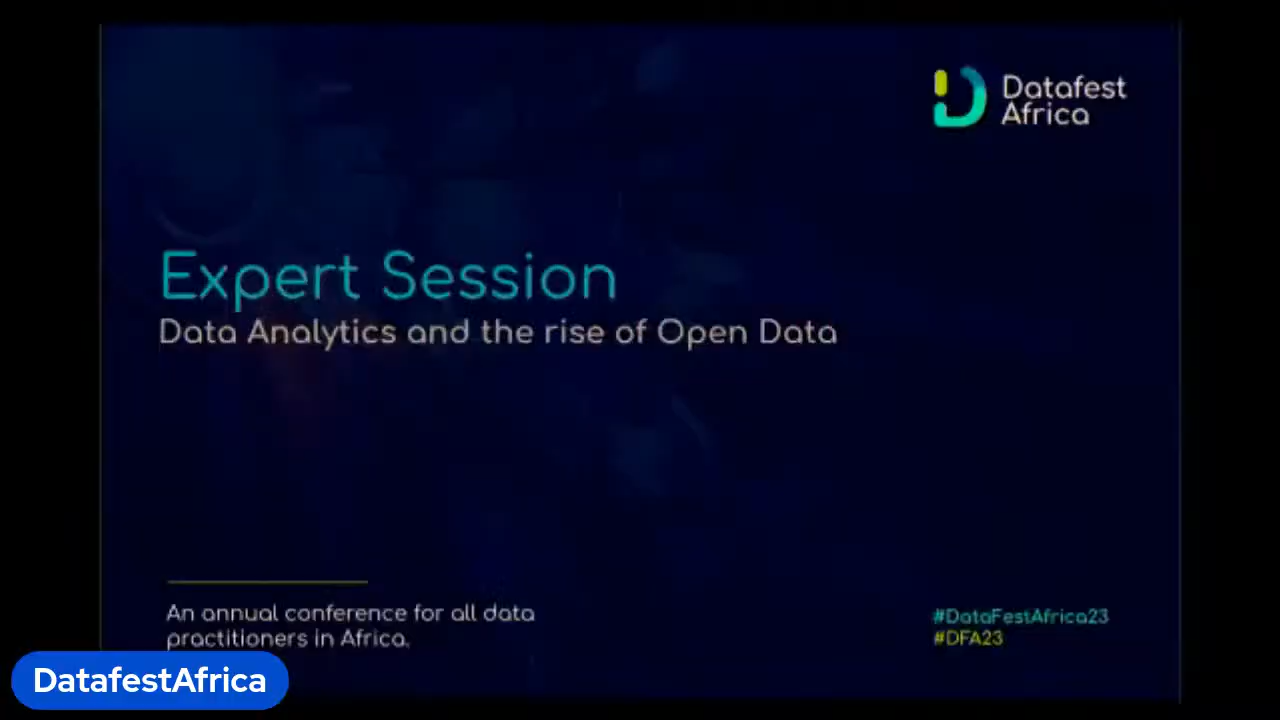 Datafest
Africa
Expert Session
Data Analytics and the rise of Open Data
An annual conference for all data
practitioners in Africa.
#DataFestAfrica23
#DFA23
DatafestAfrica